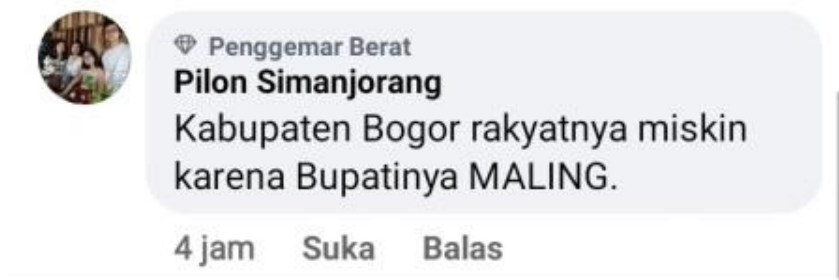 Penggemar Berat
Pilon Simanjorang
Kabupaten Bogor rakyatnya miskin
karena Bupatinya MALING.
4 jam Suka Balas